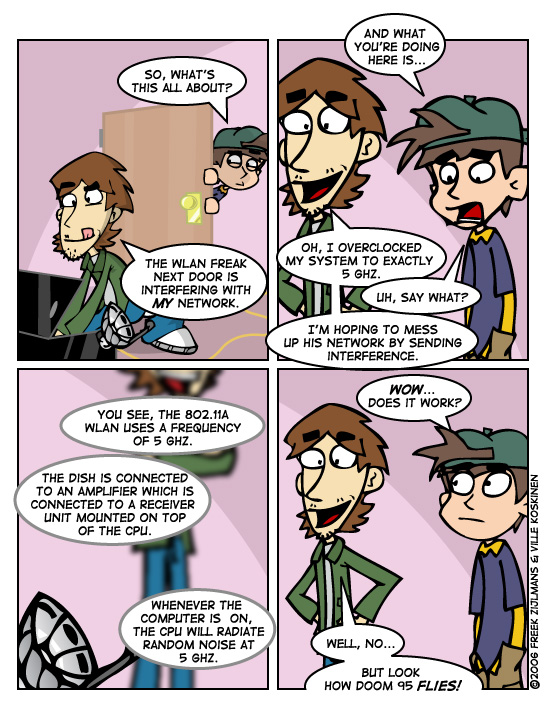 SO, WHAT'S
THIS ALL ABOUT?
THE WLAN FREAK
NEXT DOOR IS
INTERFERING WITH
MY NETWORK.
AND WHAT
YOU'RE DOING
HERE IS...
OH, I OVERCLOCKED
MY SYSTEM TO EXACTLY
5 GHZ.
UH, SAY WHAT?
I'M HOPING TO MESS
UP HIS NETWORK BY SENDING
INTERFERENCE.
YOU SEE, THE 802.11A
WLAN USES A FREQUENCY
OF 5 GHZ.
THE DISH IS CONNECTED
TO AN AMPLIFIER WHICH IS
CONNECTED TO A RECEIVER
UNIT MOUNTED ON TOP
OF THE CPU.
WHENEVER THE
COMPUTER IS ON,
THE CPU WILL RADIATE
RANDOM NOISE AT
5 GHZ.
WOW...
DOES IT WORK?
WELL, NO...
BUT LOOK
HOW DOOM 95 FLIES!
©2006 FREEK ZIJLMANS & VILLE KOSKINEN